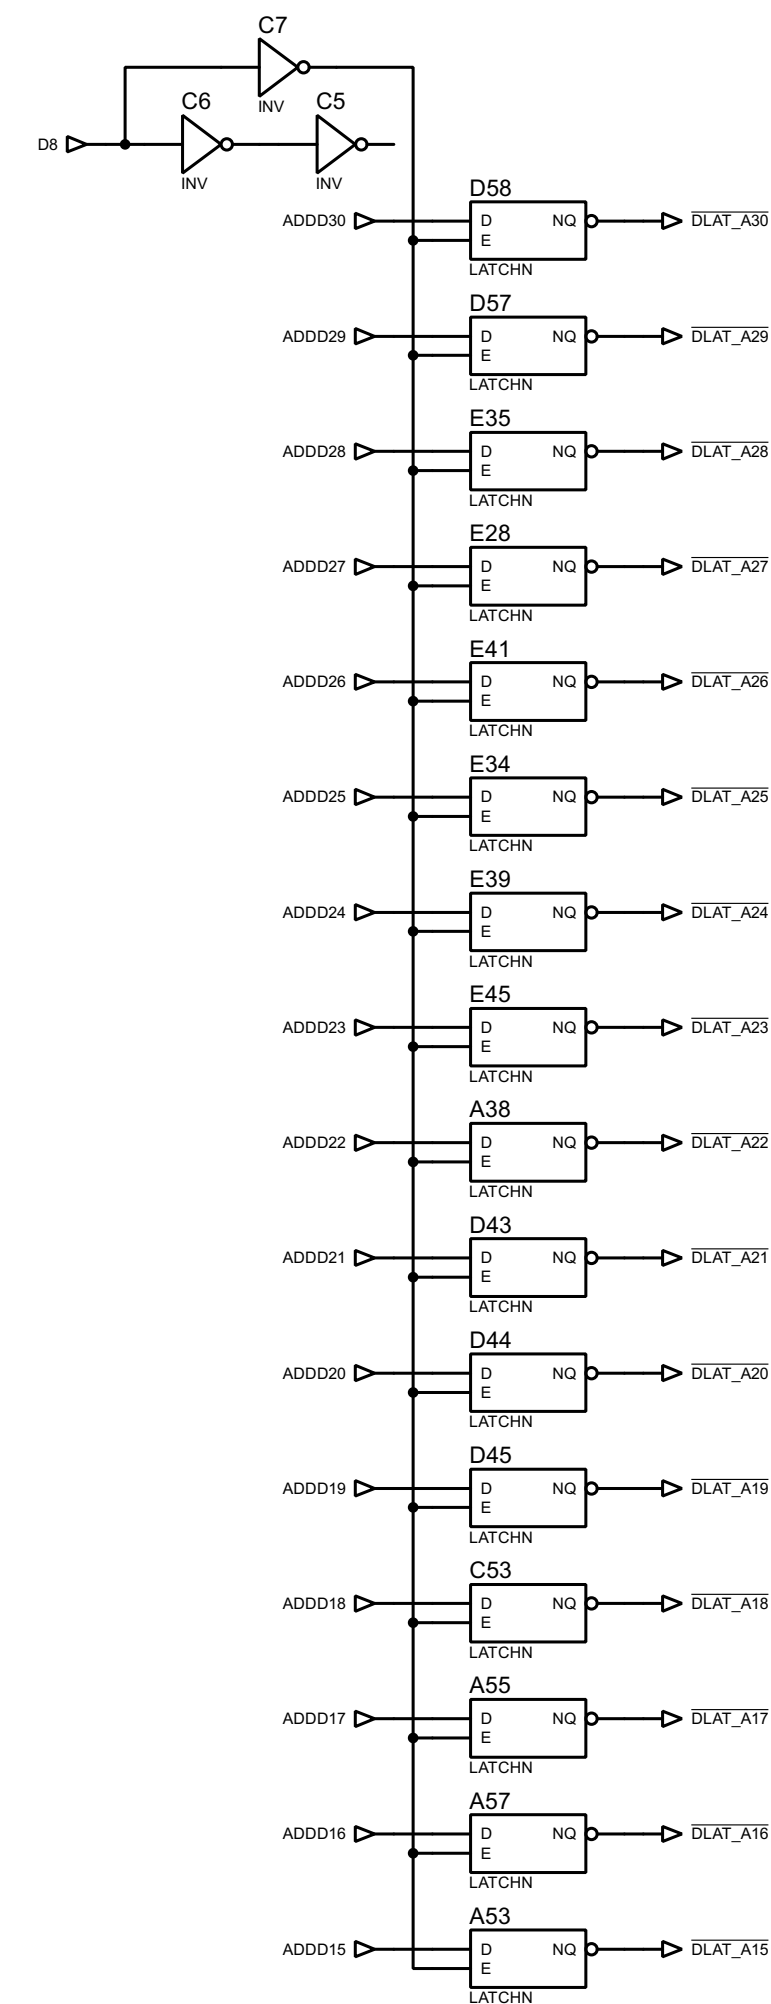 C7
INV
C6
C5
D8
INV
INV
D58
ADDD30
D
NQ
DLAT_A30
E
LATCHN
D57
ADDD29
D
NQ
DLAT_A29
E
LATCHN
E35
ADDD28
D
NQ
DLAT_A28
E
LATCHN
E28
ADDD27
D
NQ
DLAT_A27
E
LATCHN
E41
ADDD26
D
NQ
DLAT_A26
E
LATCHN
E34
ADDD25
D
NQ
DLAT_A25
E
LATCHN
E39
ADDD24
D
NQ
DLAT_A24
E
LATCHN
E45
ADDD23
D
NQ
DLAT_A23
E
LATCHN
A38
ADDD22
D
NQ
DLAT_A22
E
LATCHN
D43
ADDD21
D
NQ
DLAT_A21
E
LATCHN
D44
ADDD20
D
NQ
DLAT_A20
E
LATCHN
D45
ADDD19
D
NQ
DLAT_A19
E
LATCHN
C53
ADDD18
D
NQ
DLAT_A18
E
LATCHN
A55
ADDD17
D
NQ
DLAT_A17
E
LATCHN
A57
ADDD16
D
NQ
DLAT_A16
E
LATCHN
A53
ADDD15
D
NQ
DLAT_A15
E
LATCHN